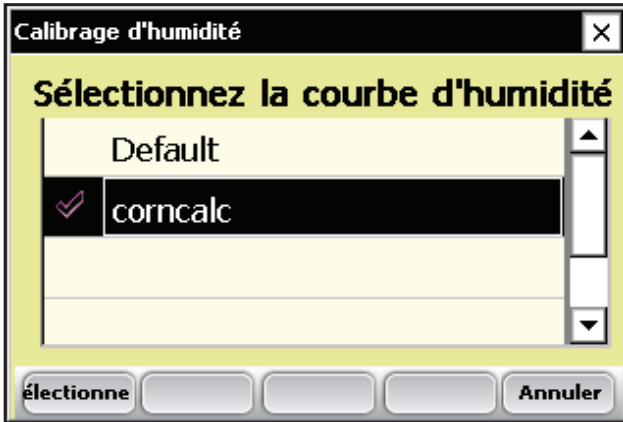 Calibrage d'humidité
Sélectionnez la courbe d'humidité
Default
corncalc
électionne
Annuler